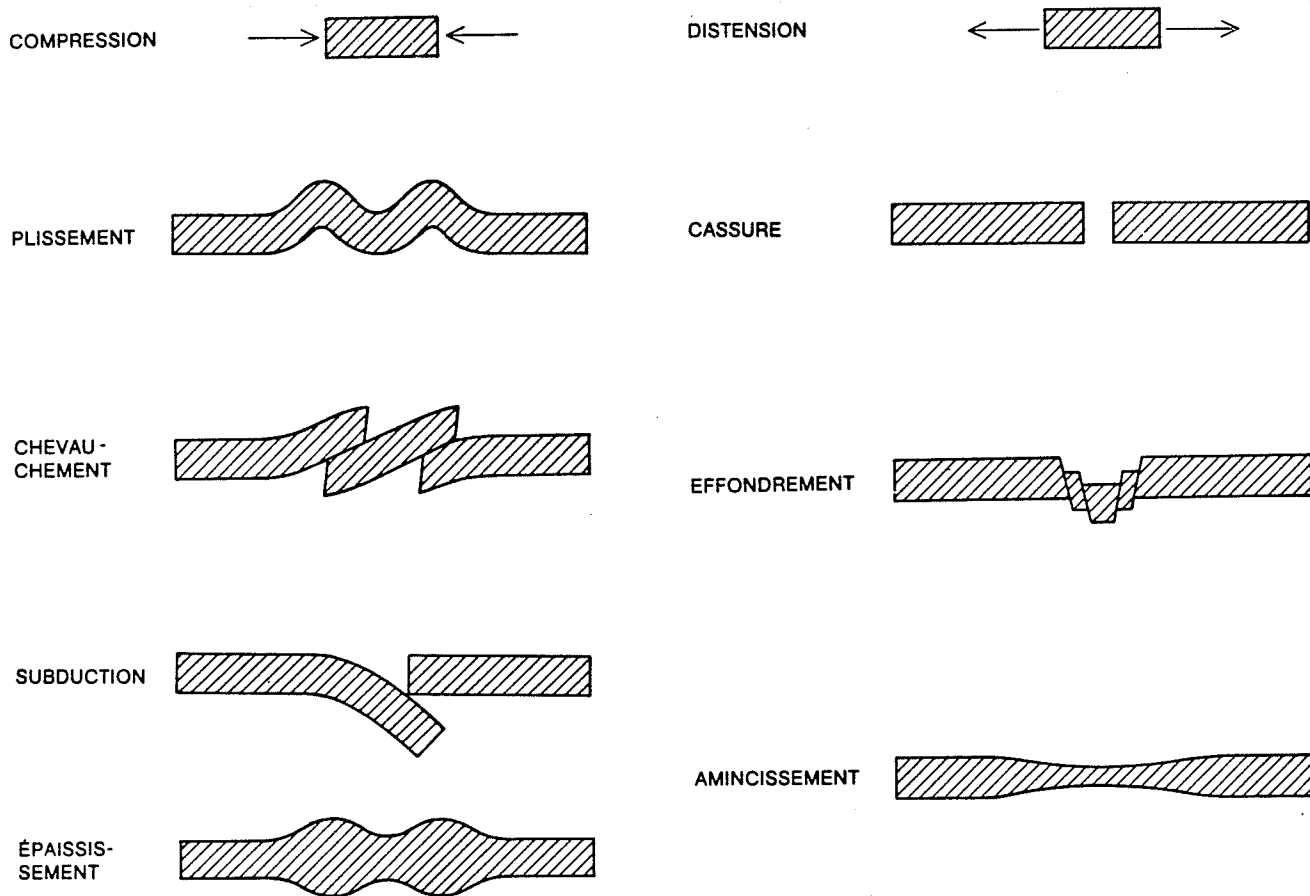 COMPRESSION
PLISSEMENT
CHEVAU-
CHEMENT
SUBDUCTION
ÉPAISSIS-
SEMENT
DISTENSION
CASSURE
EFFONDREMENT
AMINCISSEMENT